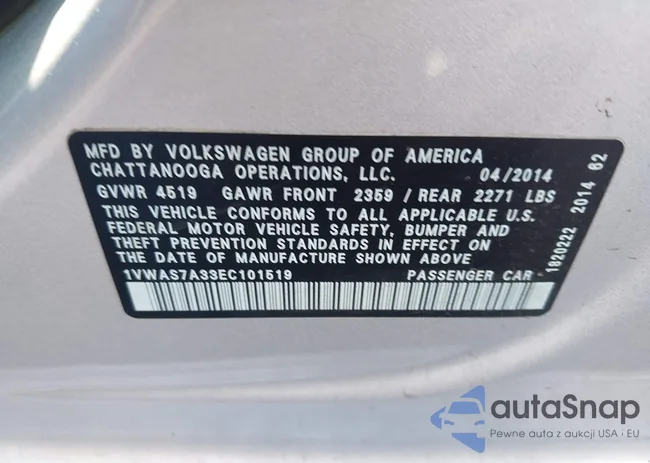 MFD BY VOLKSWAGEN GROUP OF AMERICA
CHATTANOOGA OPERATIONS, LLC. 04/2014
GVWR 4519 GAWR FRONT 2359 / REAR 2271 LBS
THIS VEHICLE CONFORMS TO ALL APPLICABLE U.S.
FEDERAL MOTOR VEHICLE SAFETY, BUMPER AND
THEFT PREVENTION STANDARDS IN EFFECT ON
THE DATE OF MANUFACTURE SHOWN ABOVE
1VWAS7A33EC101519 PASSENGER CAR
1820222 2014 62
autoSnap
Pewne auta z aukcji USA i EU